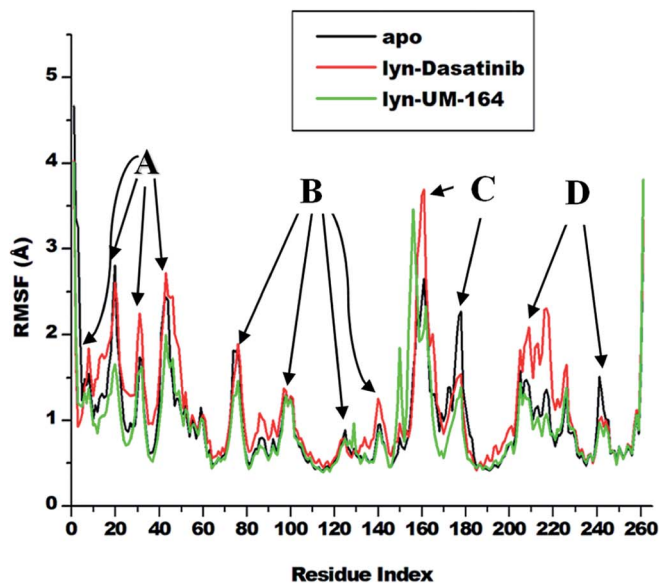 apo
lyn-Dasatinib
lyn-UM-164
A
B
C
D
RMSF (Å)
5
4
3
2
1
0
0 20 40 60 80 100 120 140 160 180 200 220 240 260
Residue Index